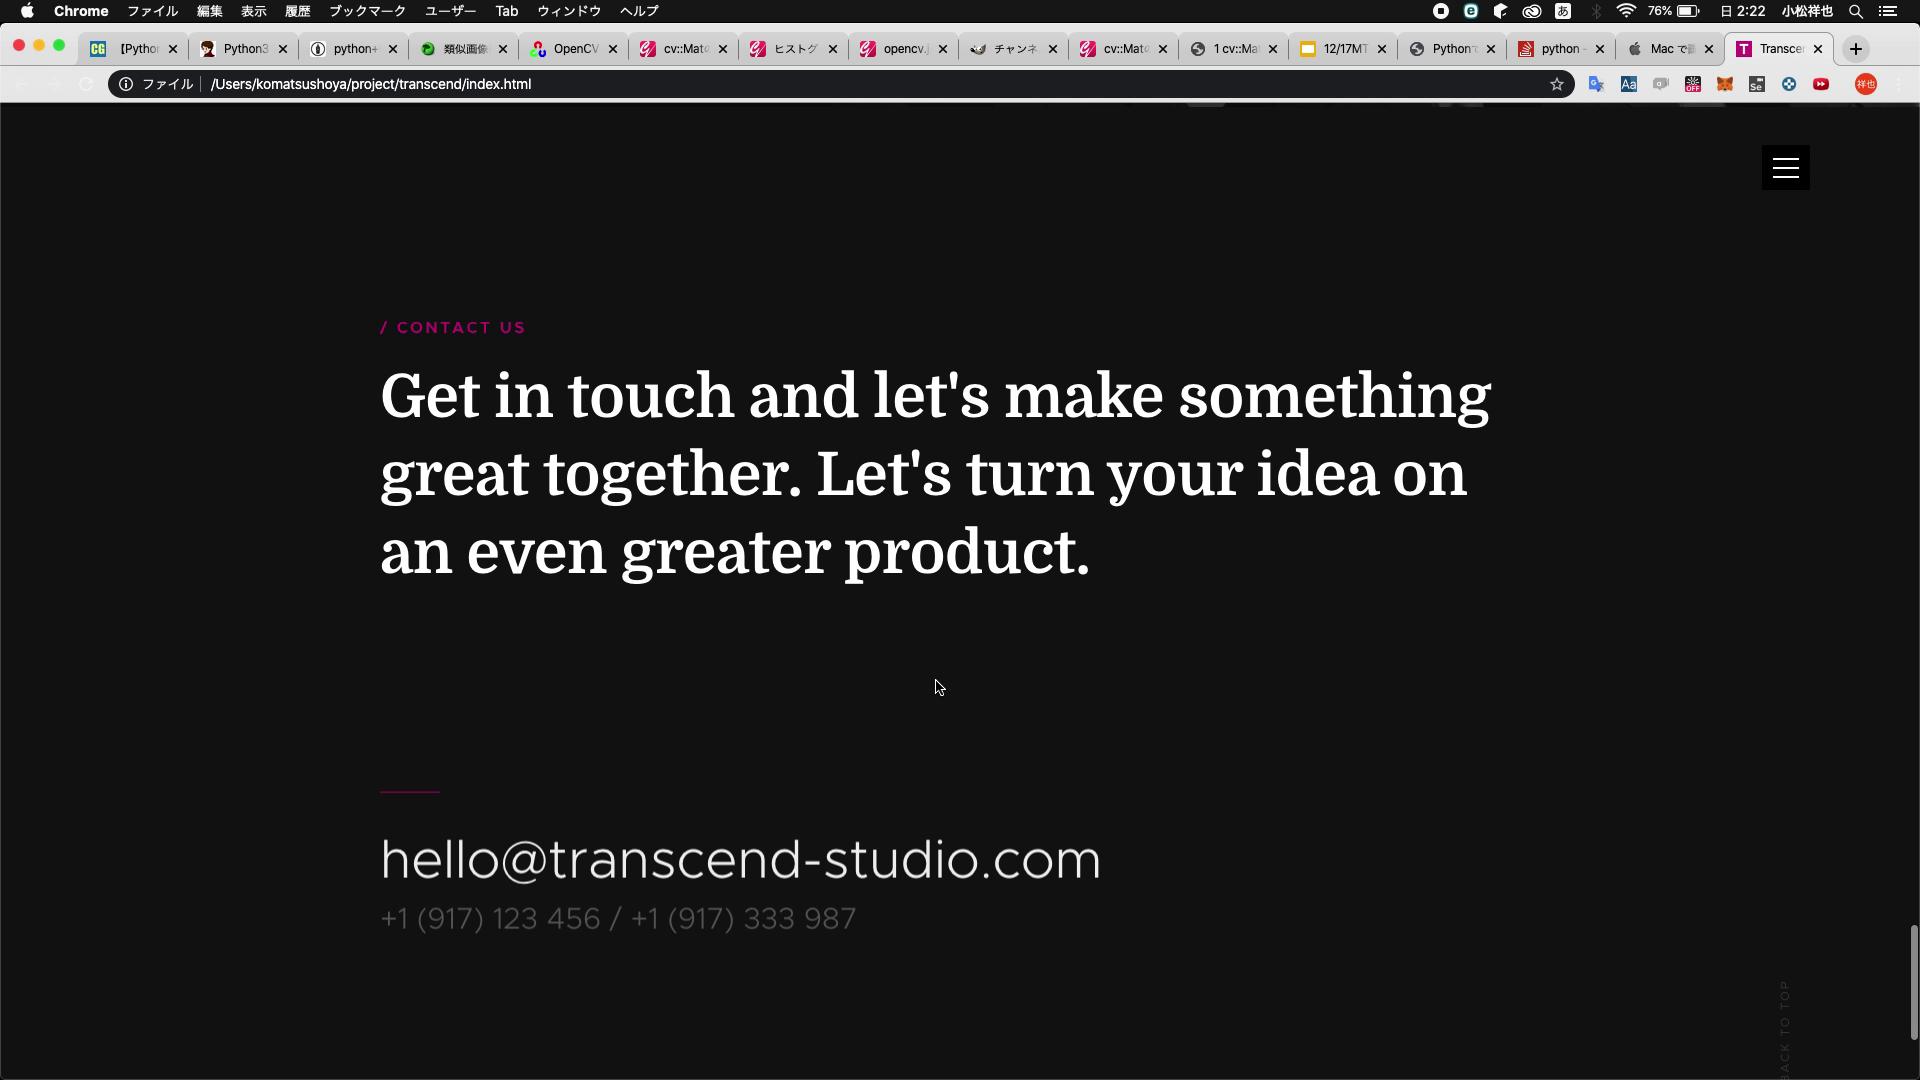 Chrome ファイル 編集 表示 履歴 ブックマーク ユーザー Tab ウィンドウ ヘルプ 76% 日 2:22 小松祥也
【Pytho Python3 python+ 類似画像 OpenCV cv::Mat ヒストグ opencv. チャンネ cv::Mat 1 cv::Ma 12/17MT Python python - Mac で Transce
ファイル /Users/komatsushoya/project/transcend/index.html 祥也
/ CONTACT US
Get in touch and let's make something
great together. Let's turn your idea on
an even greater product.
hello@transcend-studio.com
+1 (917) 123 456 / +1 (917) 333 987
BACK TO TOP